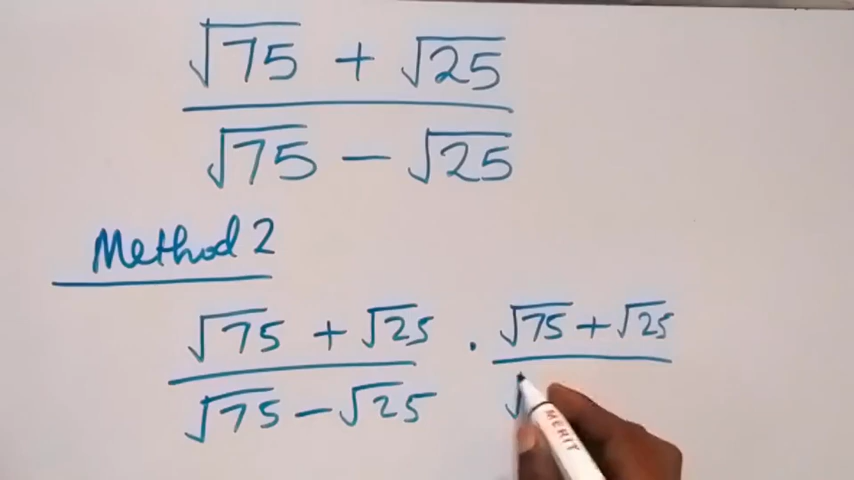 √75 + √25
√75 − √25
Method 2
√75 + √25 · √75 + √25
√75 − √25 √
MERIT